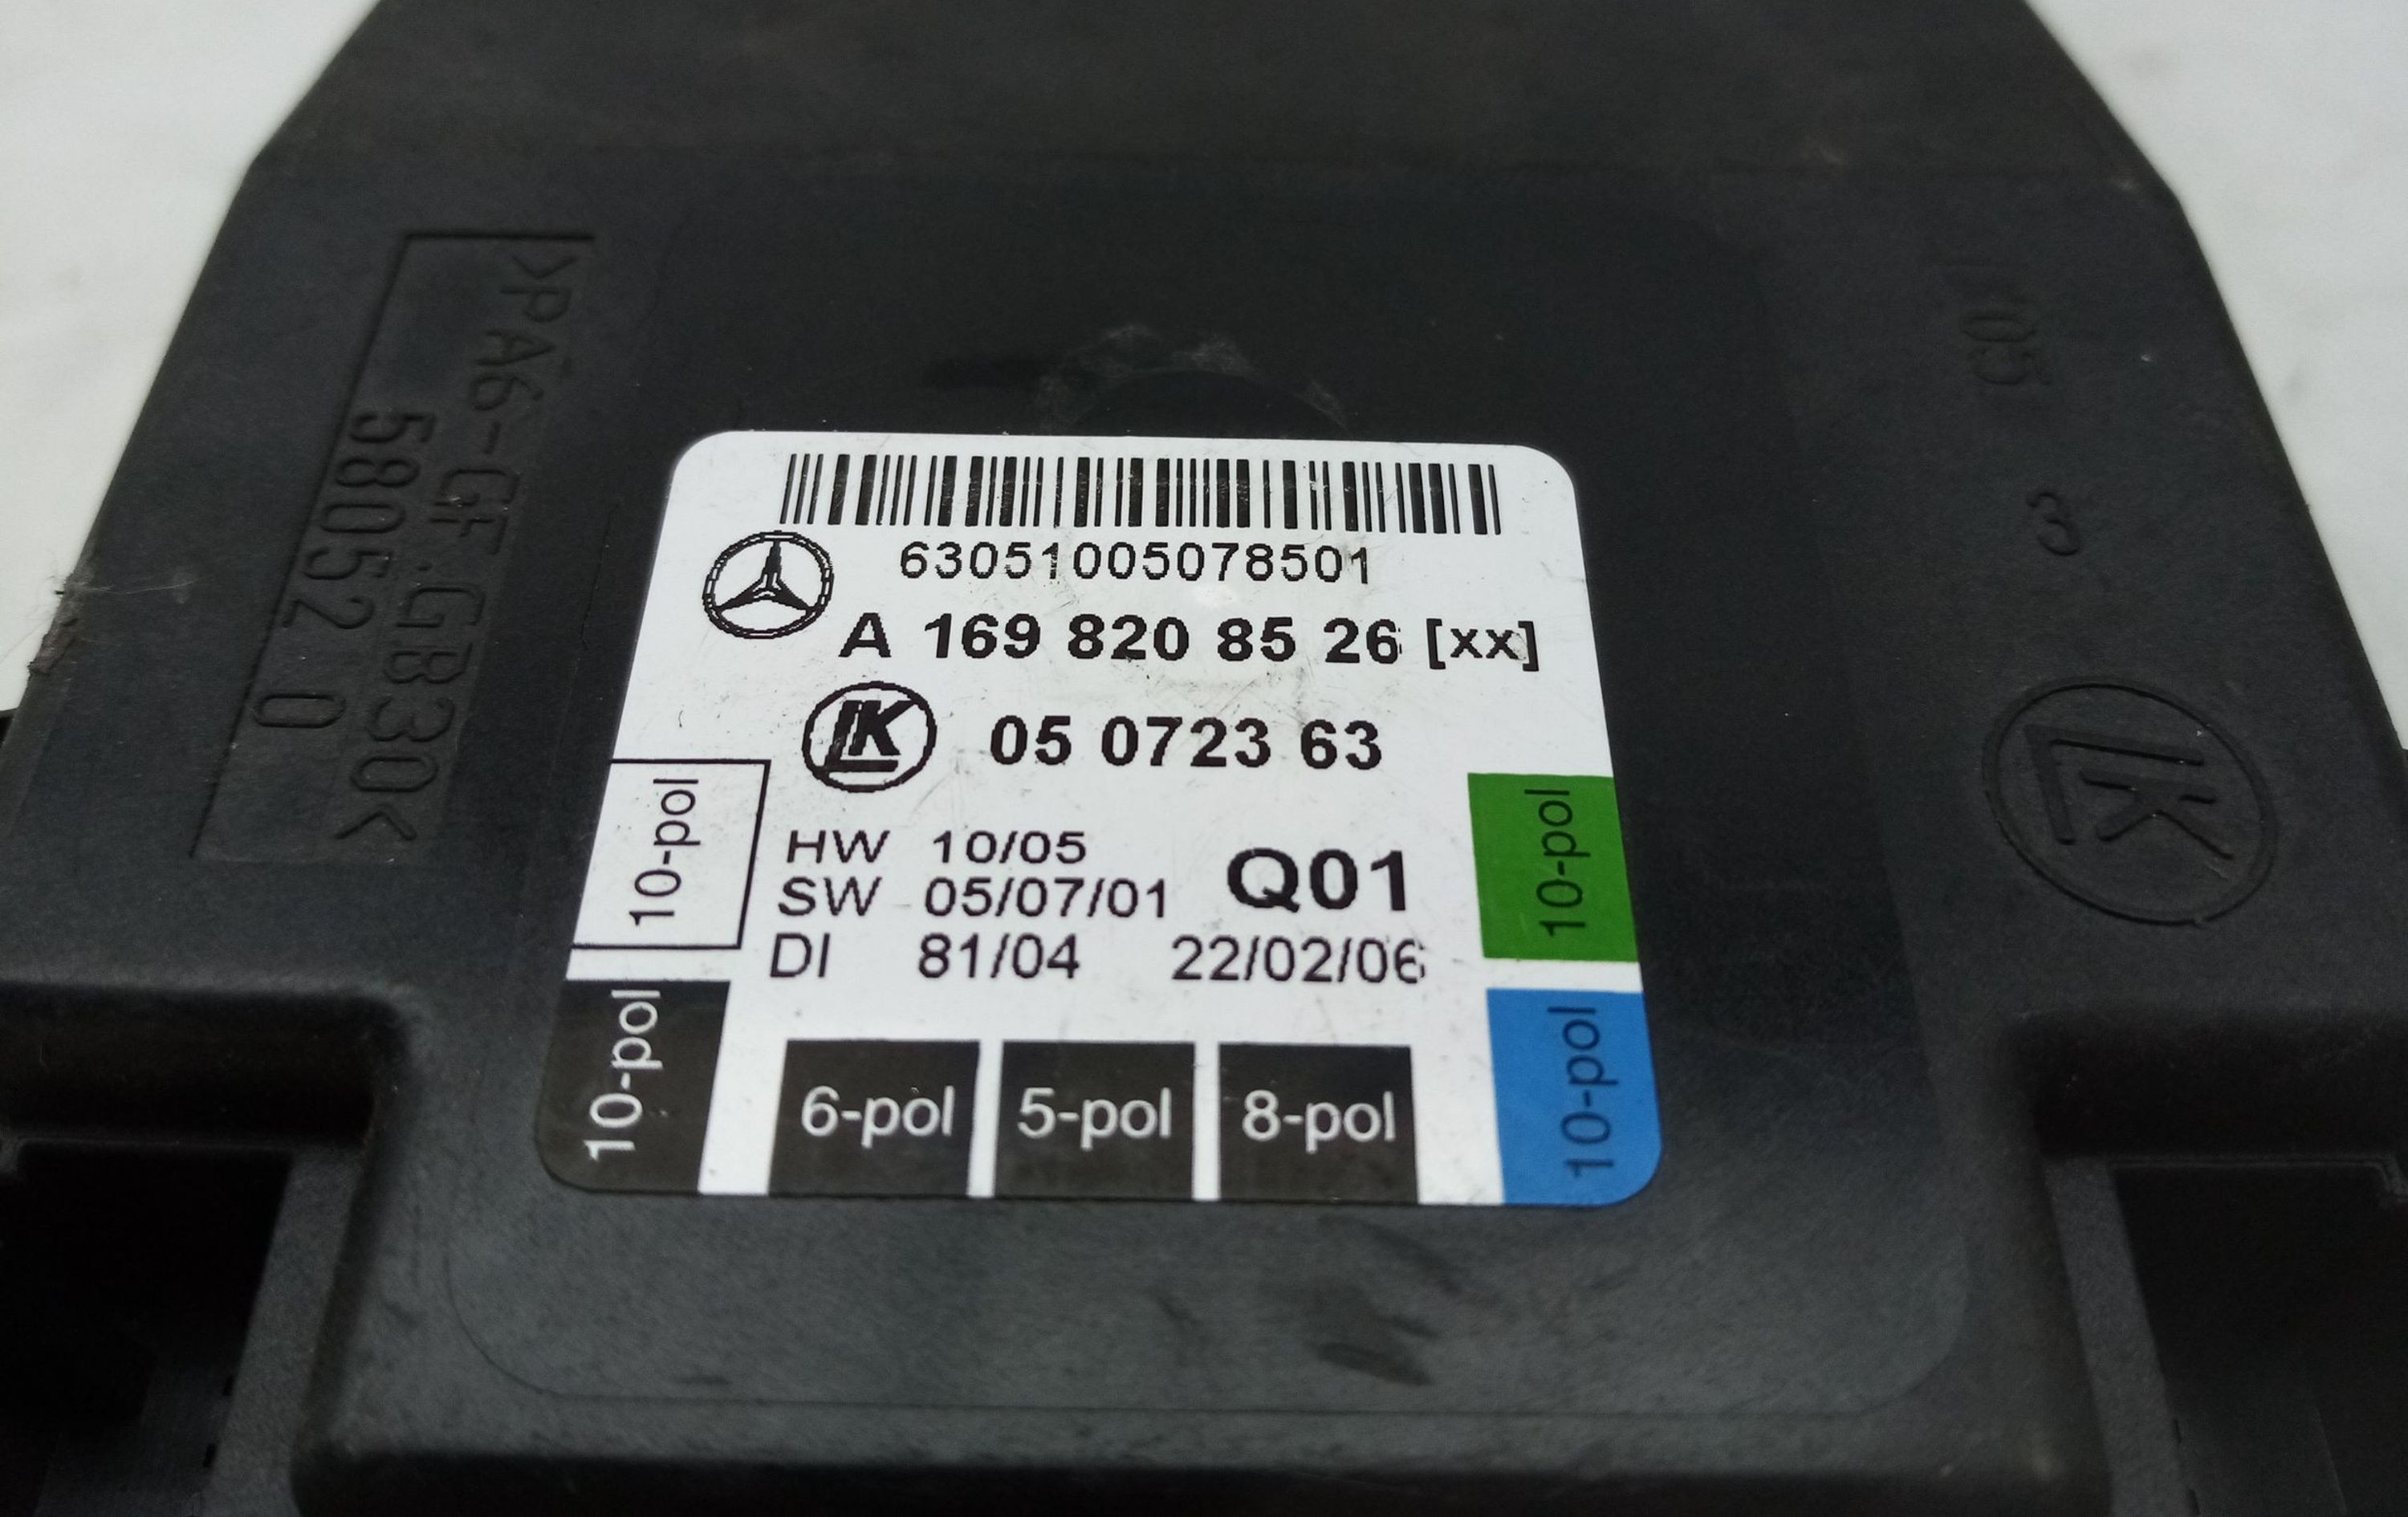 >PA6-GF.GB30<
58052 0
63051005078501
A 169 820 85 26 [xx]
LK 05 0723 63
HW 10/05
SW 05/07/01 Q01
DI 81/04 22/02/06
10-pol
10-pol
6-pol 5-pol 8-pol
10-pol
10-pol
05
3
LK